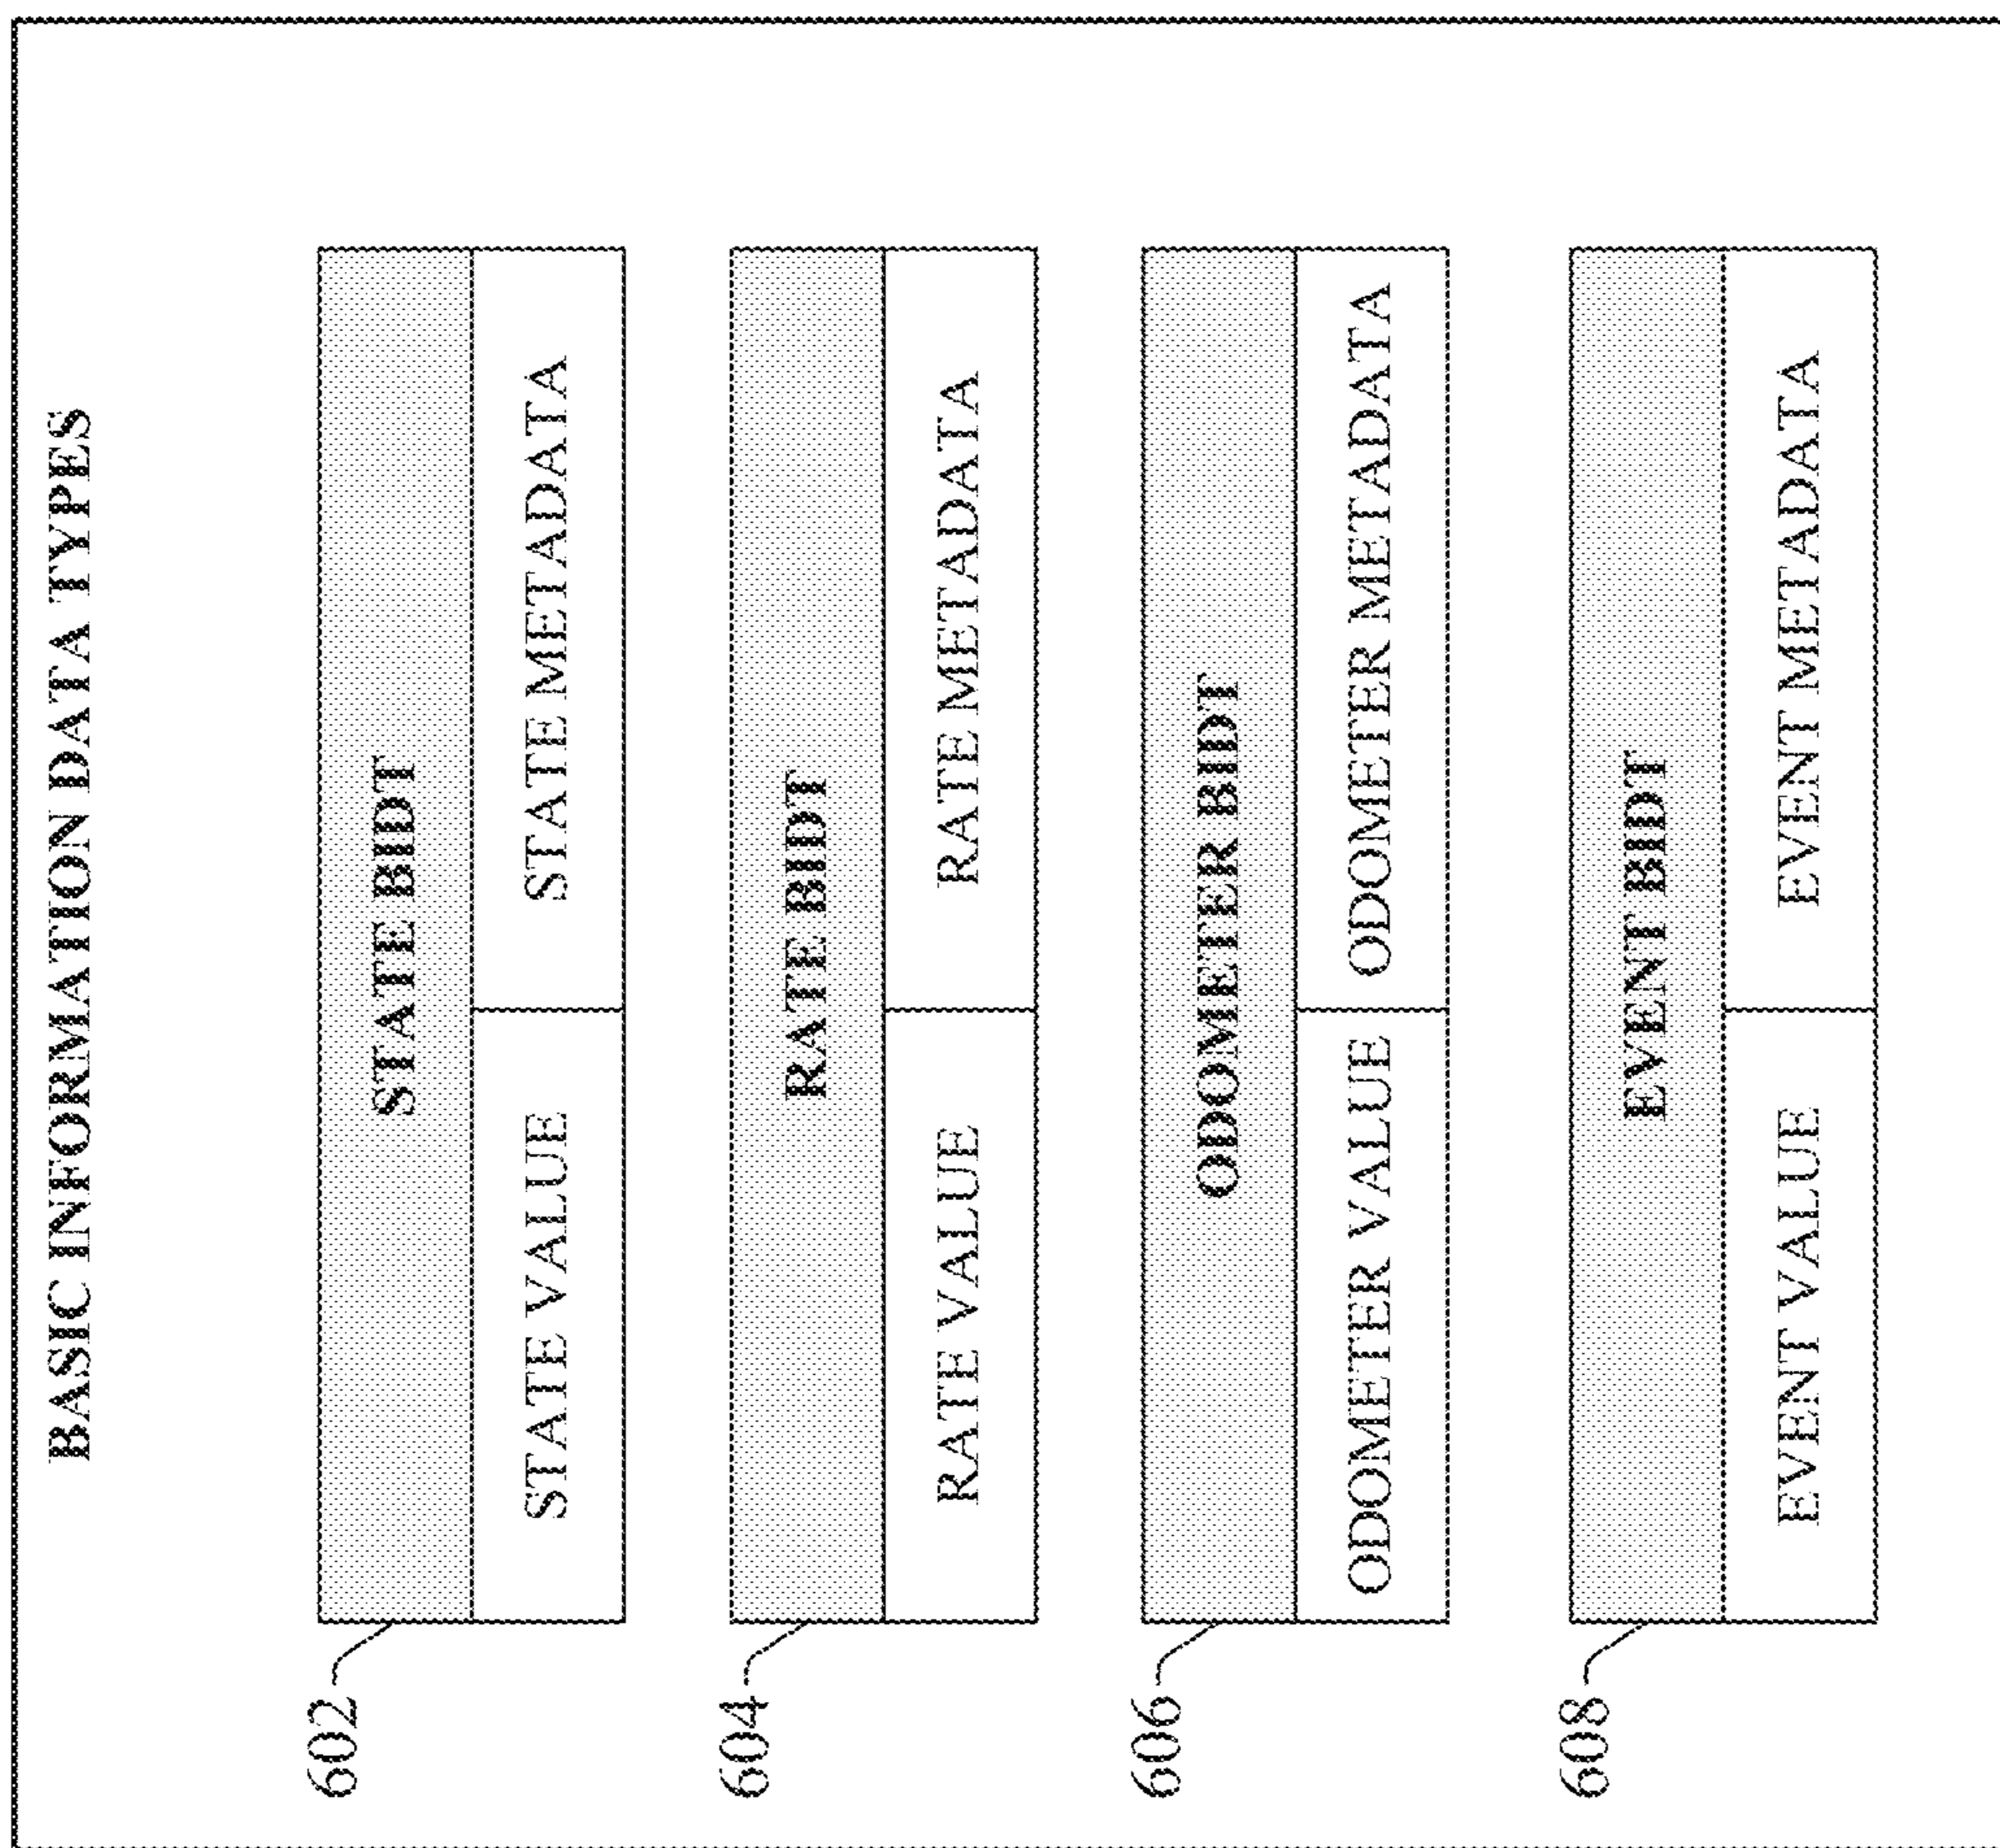 BASIC INFORMATION DATA TYPES
602
STATE BIDT
STATE VALUE
STATE METADATA
604
RATE BIDT
RATE VALUE
RATE METADATA
606
ODOMETER BIDT
ODOMETER VALUE
ODOMETER METADATA
608
EVENT BIDT
EVENT VALUE
EVENT METADATA